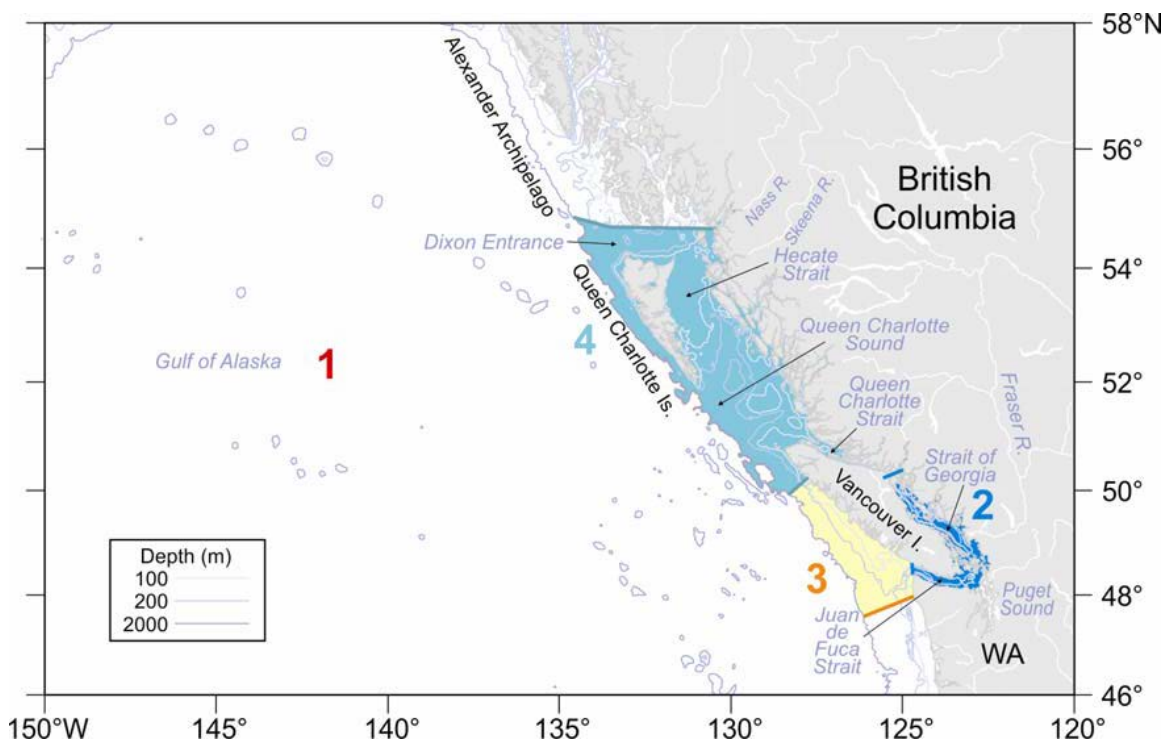 58°N
56°
54°
52°
50°
48°
46°
150°W
145°
140°
135°
130°
125°
120°
Alexander Archipelago
British
Columbia
Nass R.
Skeena R.
Dixon Entrance
Hecate
Strait
Queen Charlotte Is.
4
Queen Charlotte
Sound
Gulf of Alaska
1
Queen
Charlotte
Strait
Fraser R.
Strait of
Georgia
2
Vancouver I.
3
Puget
Sound
Juan
de
Fuca
Strait
WA
Depth (m)
100
200
2000